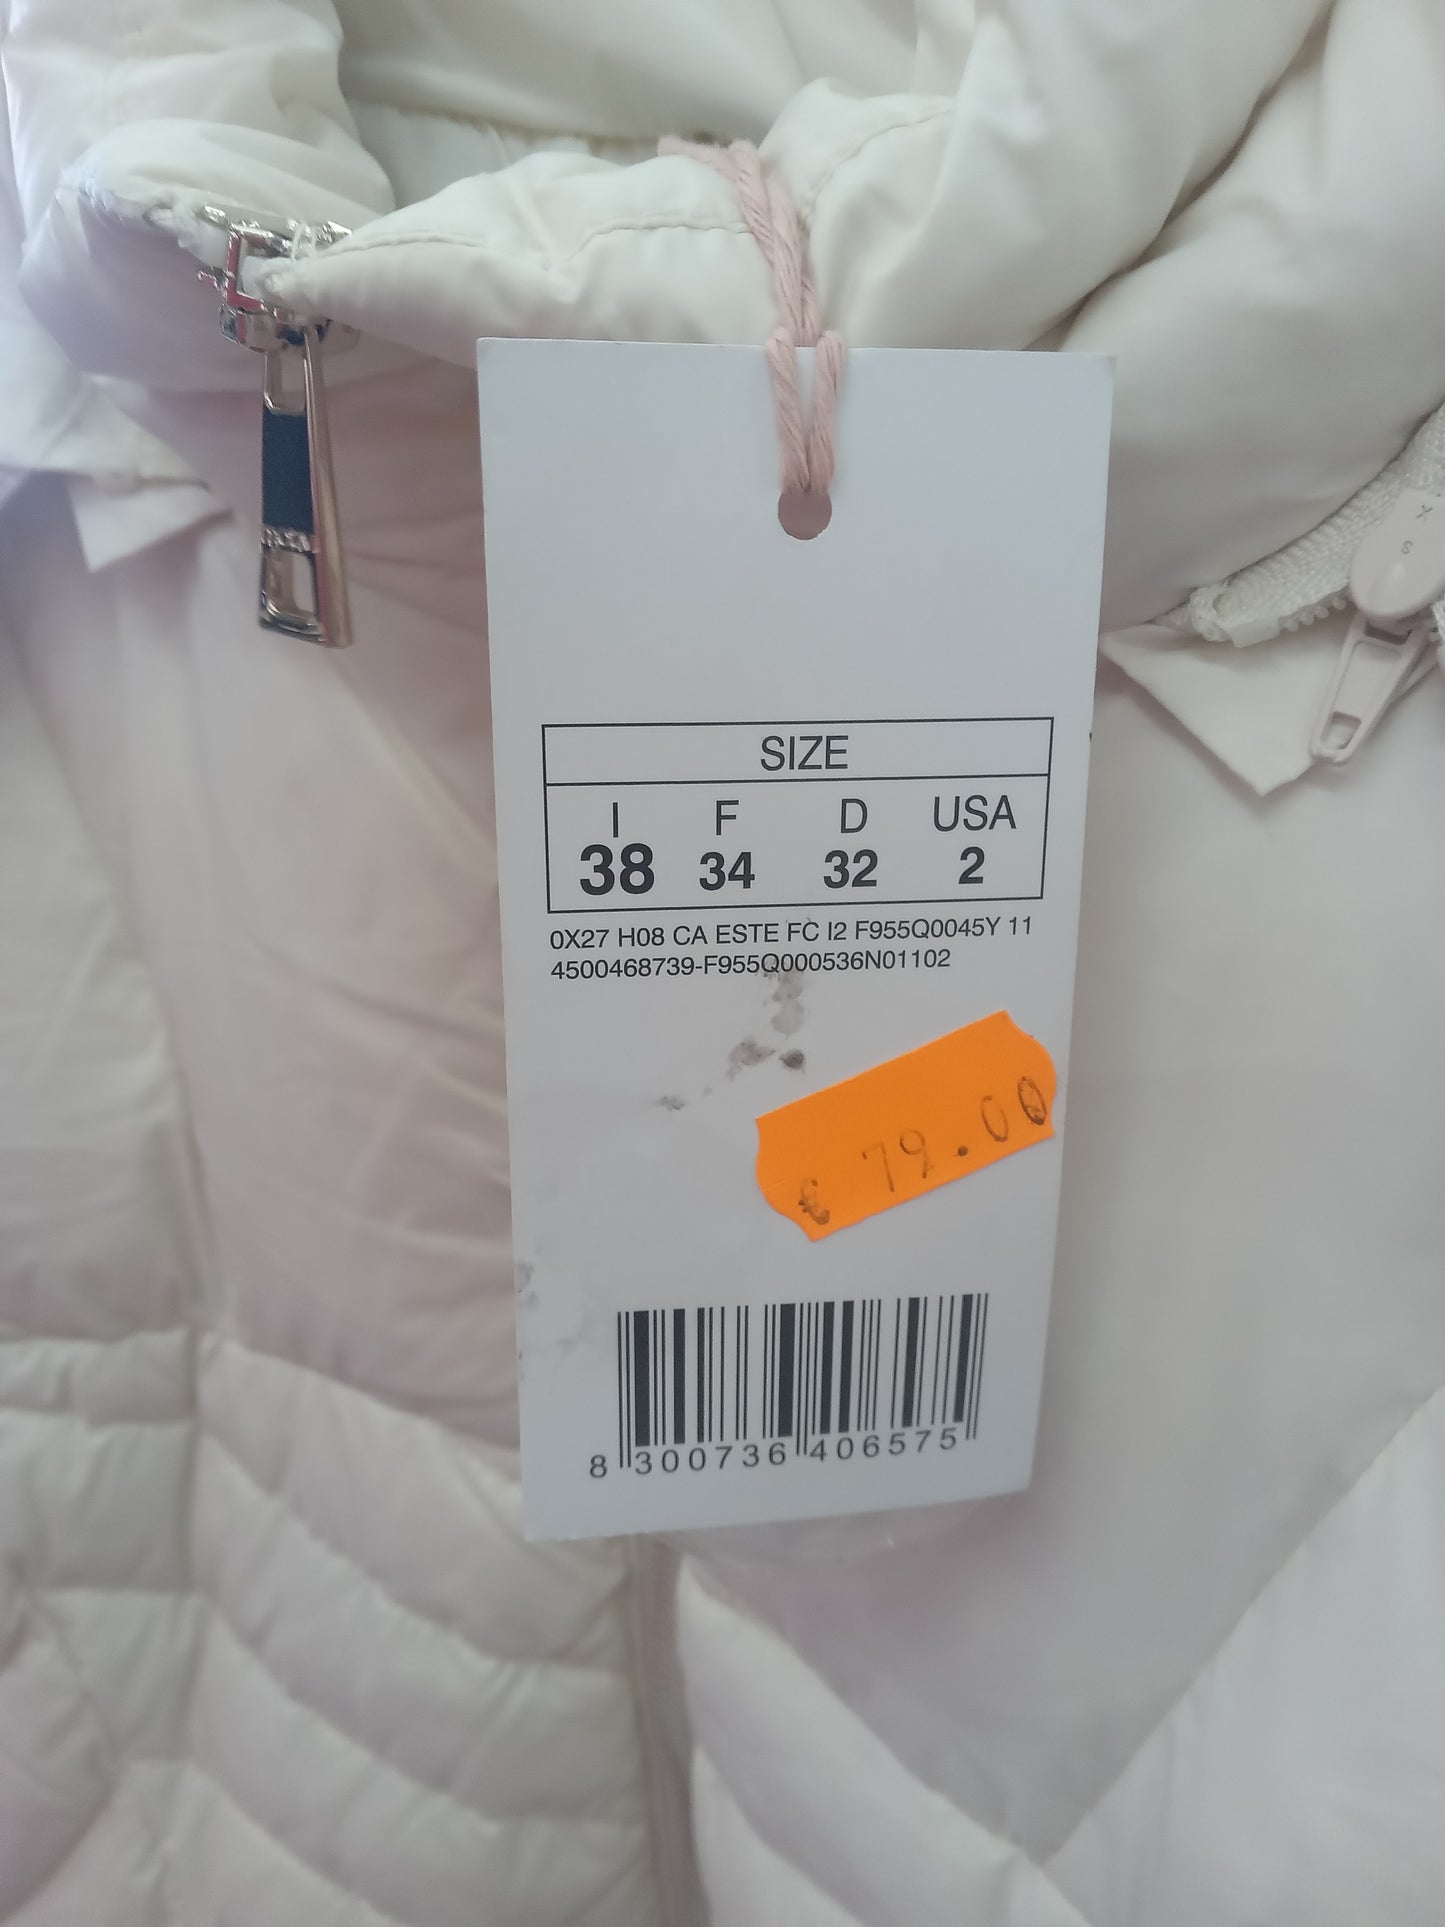 SIZE
I F D USA
38 34 32 2
0X27 H08 CA ESTE FC I2 F955Q0045Y 11
4500468739-F955Q000536N01102
€ 79.00
8 300736 406575